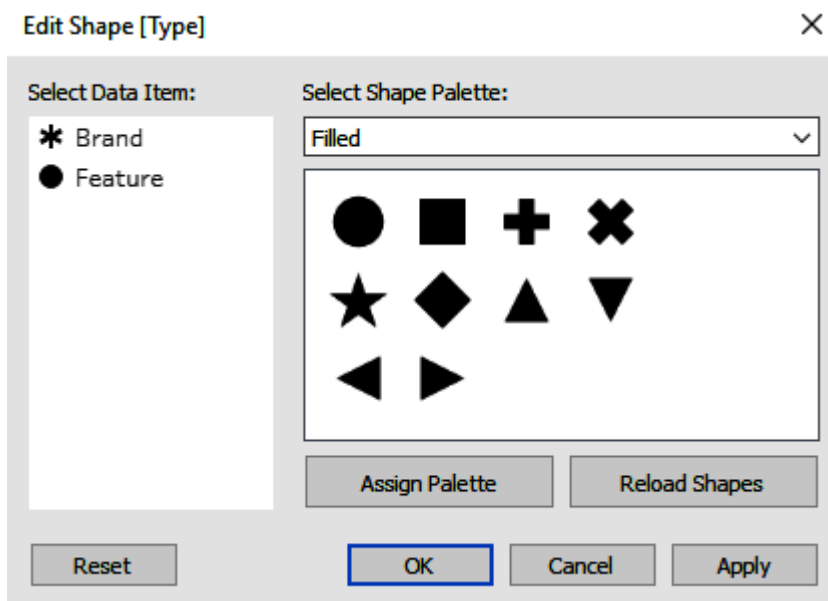 Edit Shape [Type]
Select Data Item:
Brand
Feature
Select Shape Palette:
Filled
Assign Palette
Reload Shapes
Reset
OK
Cancel
Apply